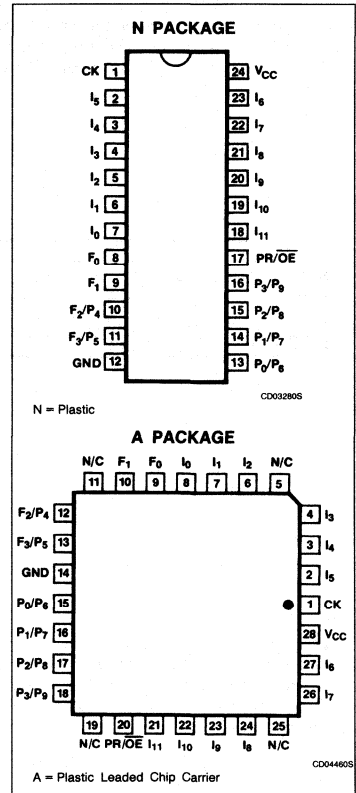 N PACKAGE
CK 1 24 VCC
I5 2 23 I6
I4 3 22 I7
I3 4 21 I8
I2 5 20 I9
I1 6 19 I10
I0 7 18 I11
F0 8 17 PR/OE
F1 9 16 P3/P9
F2/P4 10 15 P2/P8
F3/P5 11 14 P1/P7
GND 12 13 P0/P6
CD03280S
N = Plastic
A PACKAGE
N/C F1 F0 I0 I1 I2 N/C
11 10 9 8 7 6 5
F2/P4 12 4 I3
F3/P5 13 3 I4
GND 14 2 I5
P0/P6 15 1 CK
P1/P7 16 28 VCC
P2/P8 17 27 I6
P3/P9 18 26 I7
19 20 21 22 23 24 25
N/C PR/OE I11 I10 I9 I8 N/C
CD04460S
A = Plastic Leaded Chip Carrier